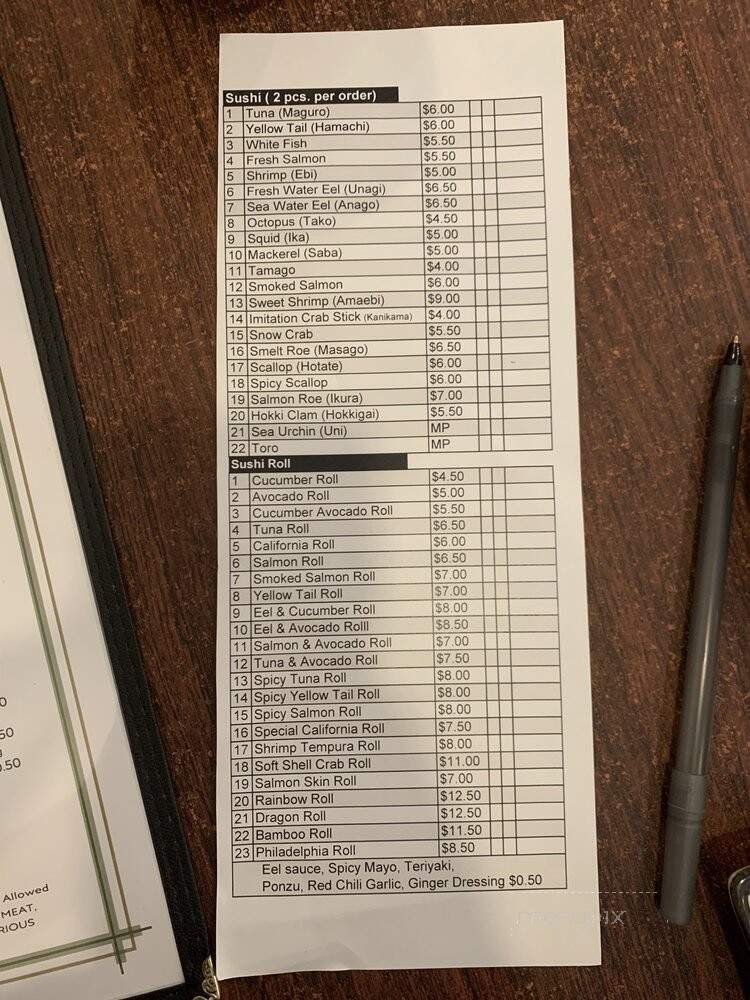 Sushi ( 2 pcs. per order)
1 Tuna (Maguro) $6.00
2 Yellow Tail (Hamachi) $6.00
3 White Fish $5.50
4 Fresh Salmon $5.50
5 Shrimp (Ebi) $5.00
6 Fresh Water Eel (Unagi) $6.50
7 Sea Water Eel (Anago) $6.50
8 Octopus (Tako) $4.50
9 Squid (Ika) $5.00
10 Mackerel (Saba) $5.00
11 Tamago $4.00
12 Smoked Salmon $6.00
13 Sweet Shrimp (Amaebi) $9.00
14 Imitation Crab Stick (Kanikama) $4.00
15 Snow Crab $5.50
16 Smelt Roe (Masago) $6.50
17 Scallop (Hotate) $6.00
18 Spicy Scallop $6.00
19 Salmon Roe (Ikura) $7.00
20 Hokki Clam (Hokkigai) $5.50
21 Sea Urchin (Uni) MP
22 Toro MP
Sushi Roll
1 Cucumber Roll $4.50
2 Avocado Roll $5.00
3 Cucumber Avocado Roll $5.50
4 Tuna Roll $6.50
5 California Roll $6.00
6 Salmon Roll $6.50
7 Smoked Salmon Roll $7.00
8 Yellow Tail Roll $7.00
9 Eel & Cucumber Roll $8.00
10 Eel & Avocado Rolll $8.50
11 Salmon & Avocado Roll $7.00
12 Tuna & Avocado Roll $7.50
13 Spicy Tuna Roll $8.00
14 Spicy Yellow Tail Roll $8.00
15 Spicy Salmon Roll $8.00
16 Special California Roll $7.50
17 Shrimp Tempura Roll $8.00
18 Soft Shell Crab Roll $11.00
19 Salmon Skin Roll $7.00
20 Rainbow Roll $12.50
21 Dragon Roll $12.50
22 Bamboo Roll $11.50
23 Philadelphia Roll $8.50
Eel sauce, Spicy Mayo, Teriyaki,
Ponzu, Red Chili Garlic, Ginger Dressing $0.50
Allowed
MEAT,